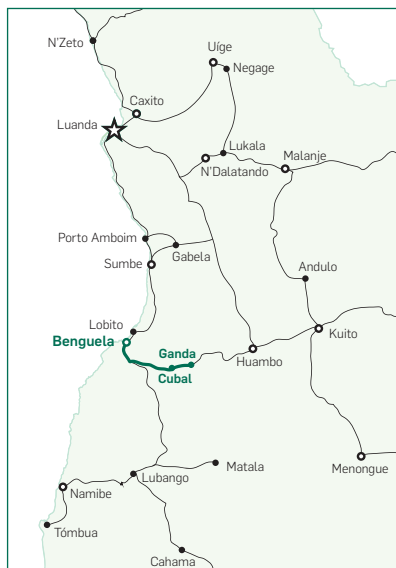 N'Zeto
Uíge
Negage
Caxito
Luanda
Lukala
N'Dalatando
Malanje
Porto Amboim
Gabela
Sumbe
Andulo
Lobito
Benguela
Ganda
Cubal
Huambo
Kuito
Matala
Menongue
Lubango
Namibe
Tómbua
Cahama